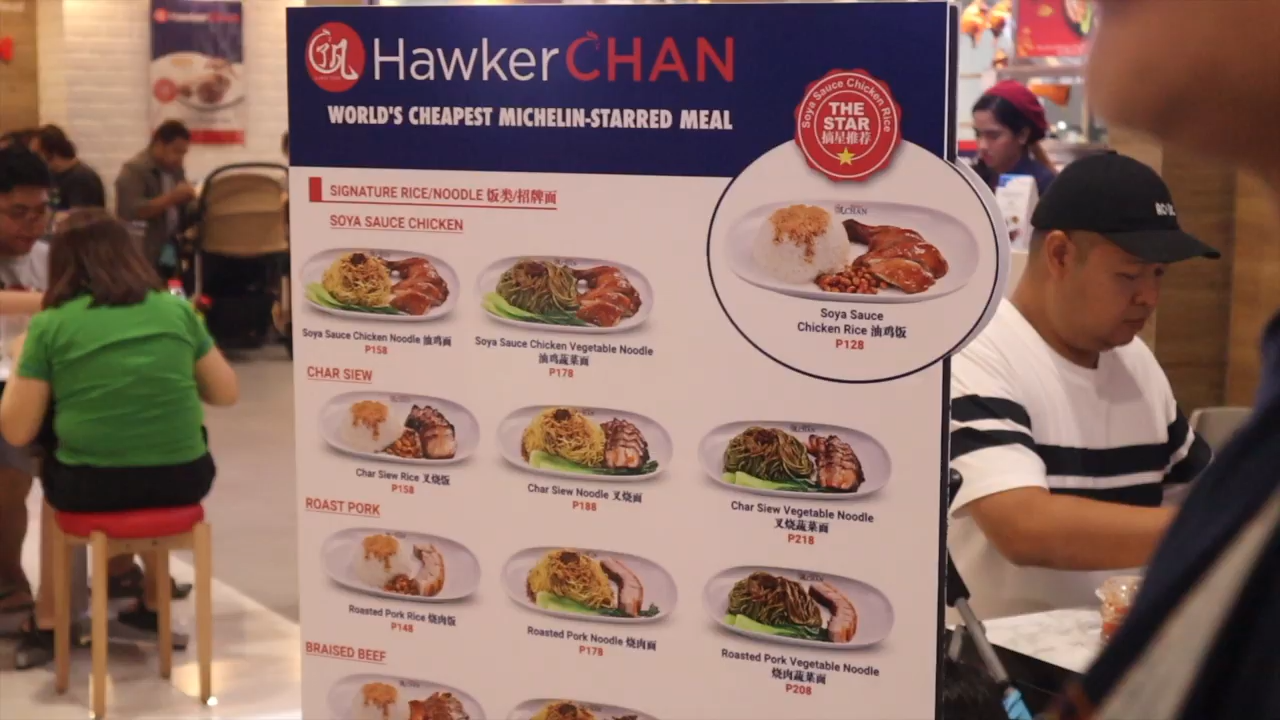 HawkerCHAN
WORLD'S CHEAPEST MICHELIN-STARRED MEAL
Soya Sauce Chicken Rice
THE
STAR
摘星推荐
SIGNATURE RICE/NOODLE 饭类/招牌面
SOYA SAUCE CHICKEN
Soya Sauce
Chicken Rice 油鸡饭
P128
Soya Sauce Chicken Noodle 油鸡面
P158
Soya Sauce Chicken Vegetable Noodle
油鸡蔬菜面
P178
CHAR SIEW
Char Siew Rice 叉烧饭
P158
Char Siew Noodle 叉烧面
P188
Char Siew Vegetable Noodle
叉烧蔬菜面
P218
ROAST PORK
Roasted Pork Rice 烧肉饭
P148
Roasted Pork Noodle 烧肉面
P178
Roasted Pork Vegetable Noodle
烧肉蔬菜面
P208
BRAISED BEEF